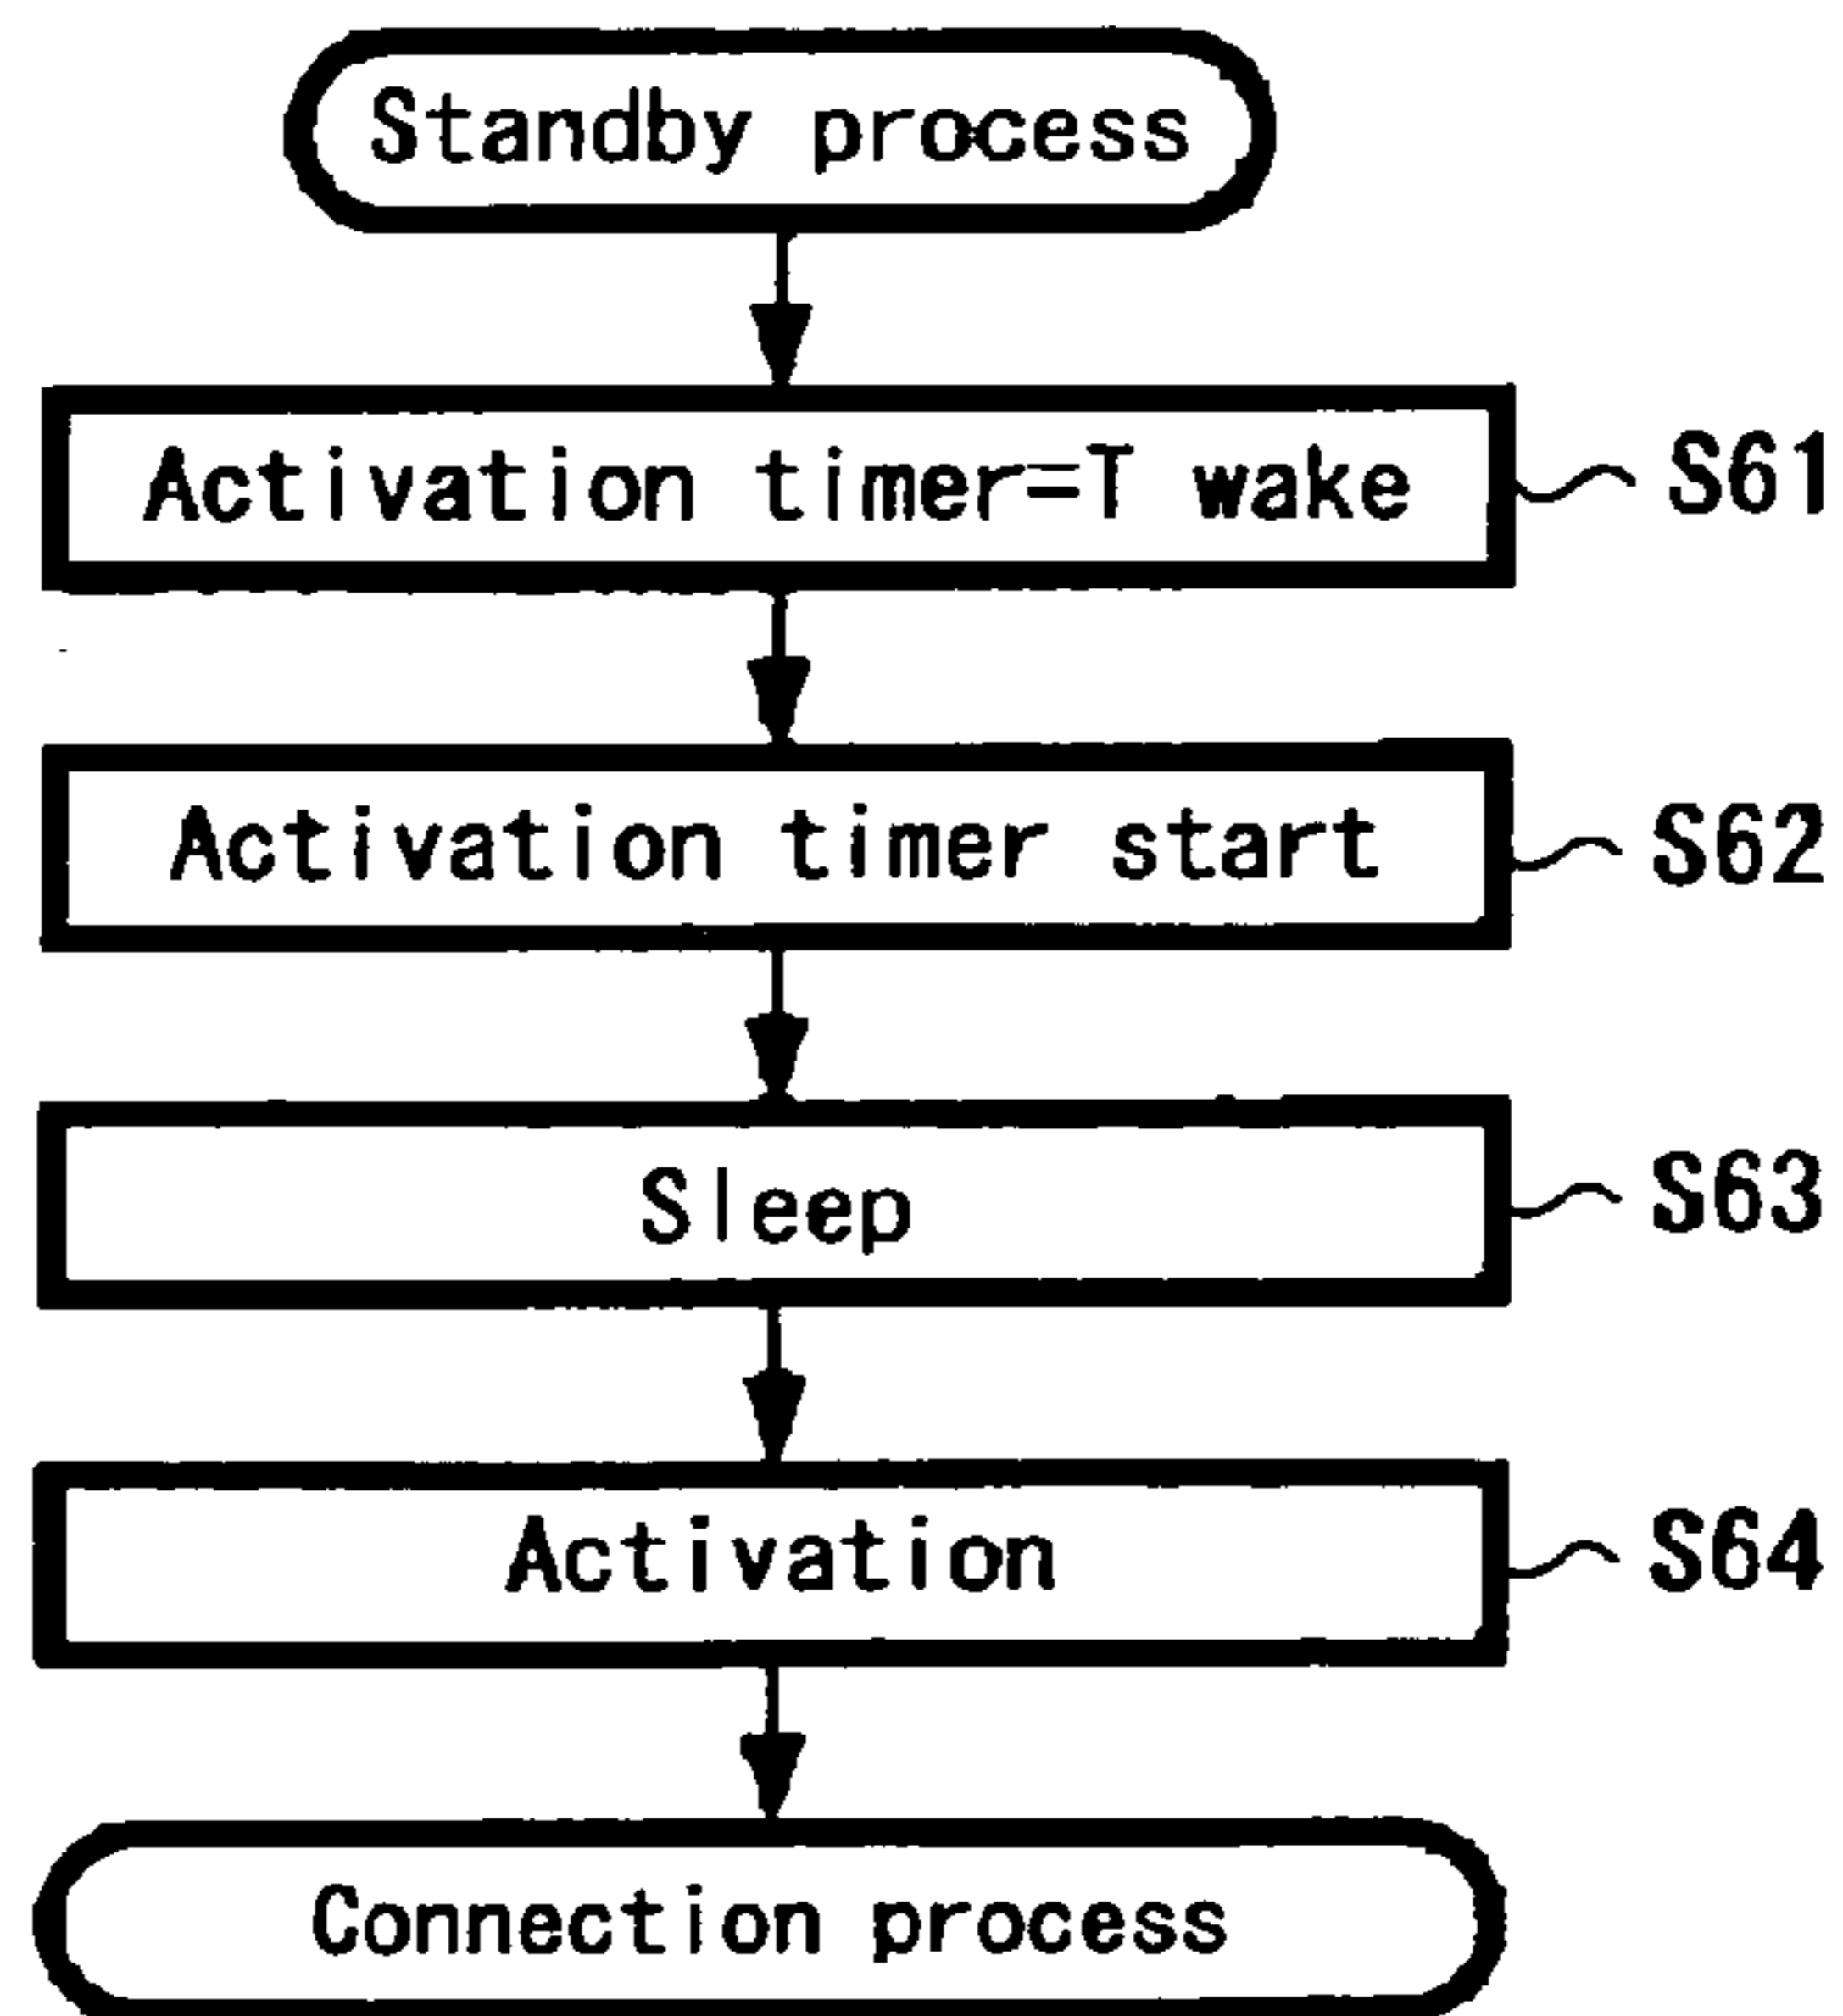 Standby process
Activation timer=T wake
S61
Activation timer start
S62
Sleep
S63
Activation
S64
Connection process